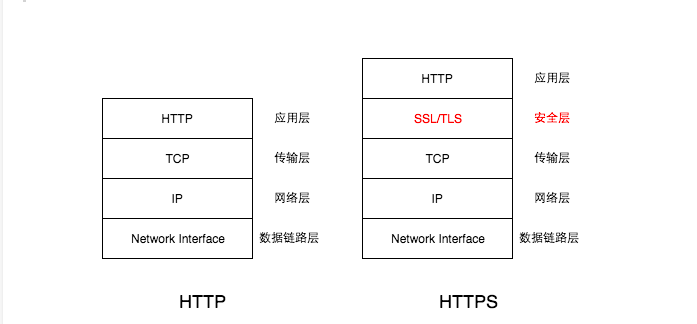 HTTP 应用层
HTTP 应用层
SSL/TLS 安全层
TCP 传输层
TCP 传输层
IP 网络层
IP 网络层
Network Interface 数据链路层
Network Interface 数据链路层
HTTP
HTTPS